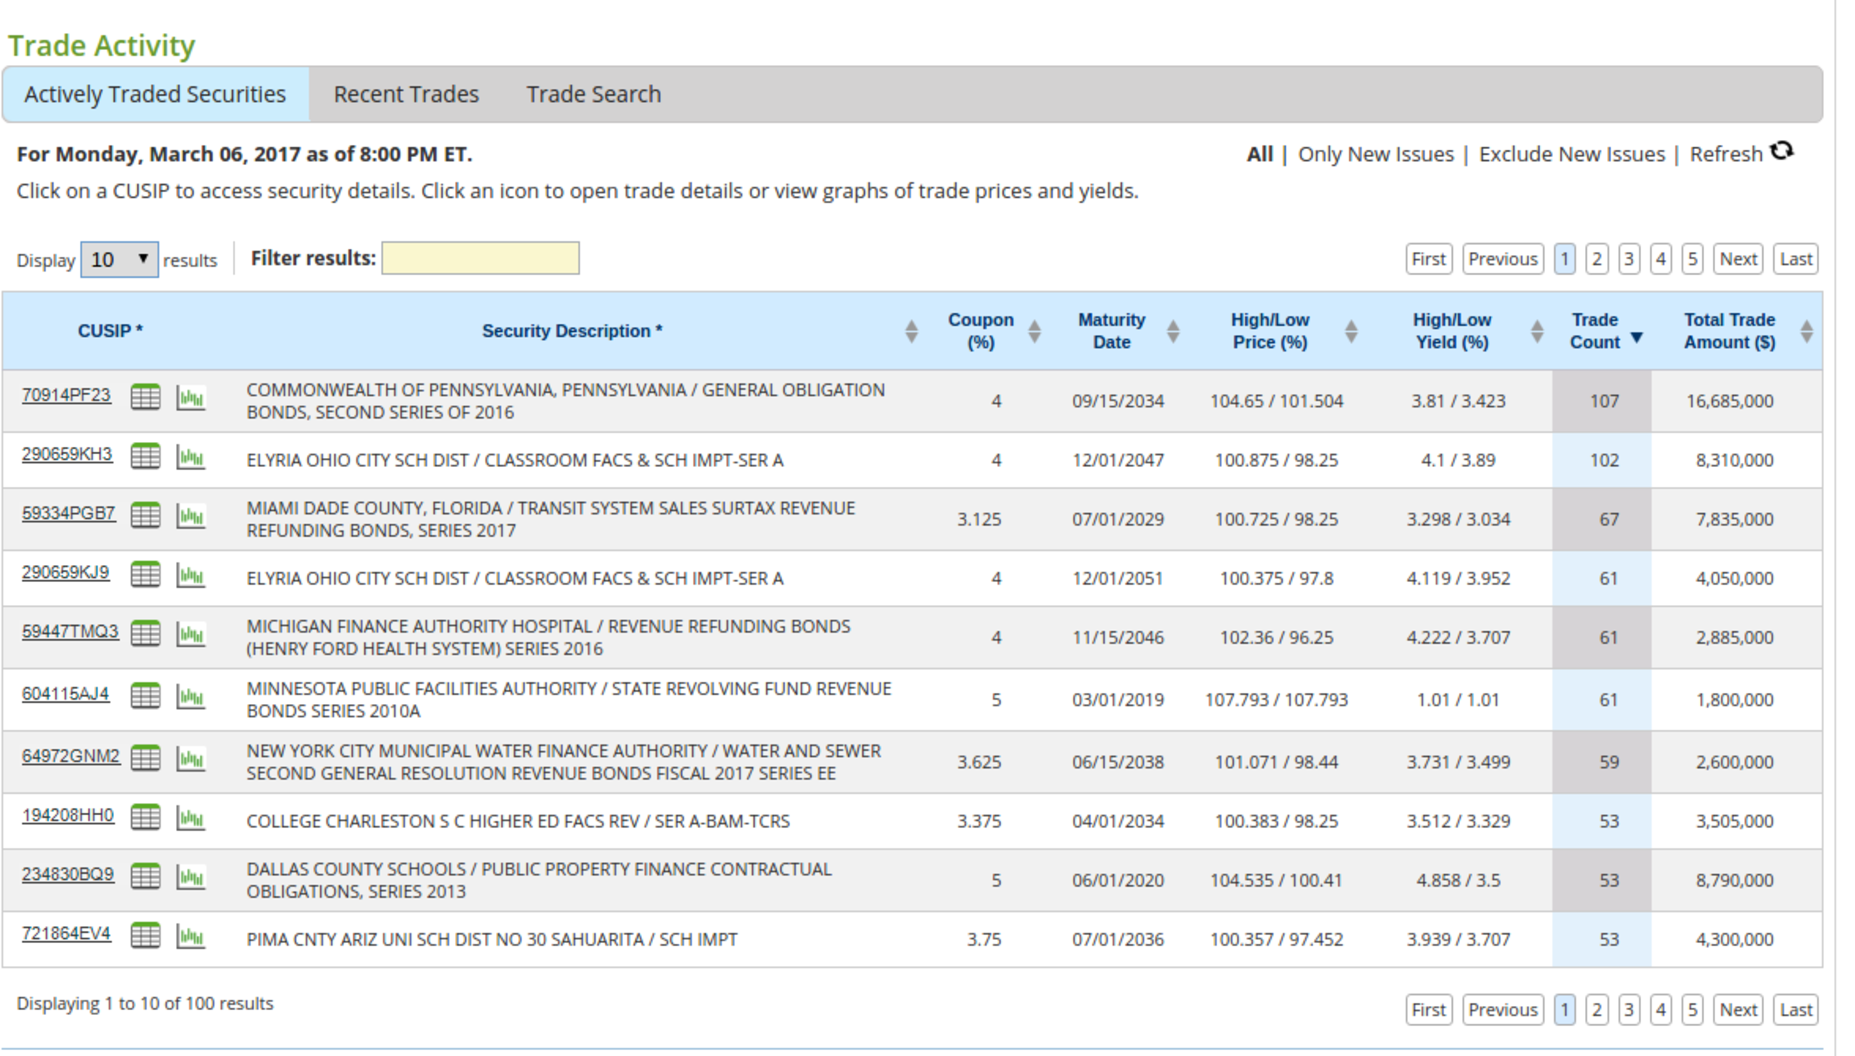 Trade Activity
Actively Traded Securities Recent Trades Trade Search
For Monday, March 06, 2017 as of 8:00 PM ET. All | Only New Issues | Exclude New Issues | Refresh
Click on a CUSIP to access security details. Click an icon to open trade details or view graphs of trade prices and yields.
Display 10 results Filter results: First Previous 1 2 3 4 5 Next Last
CUSIP * Security Description * Coupon (%) Maturity Date High/Low Price (%) High/Low Yield (%) Trade Count Total Trade Amount ($)
70914PF23 COMMONWEALTH OF PENNSYLVANIA, PENNSYLVANIA / GENERAL OBLIGATION
BONDS, SECOND SERIES OF 2016 4 09/15/2034 104.65 / 101.504 3.81 / 3.423 107 16,685,000
290659KH3 ELYRIA OHIO CITY SCH DIST / CLASSROOM FACS & SCH IMPT-SER A 4 12/01/2047 100.875 / 98.25 4.1 / 3.89 102 8,310,000
59334PGB7 MIAMI DADE COUNTY, FLORIDA / TRANSIT SYSTEM SALES SURTAX REVENUE
REFUNDING BONDS, SERIES 2017 3.125 07/01/2029 100.725 / 98.25 3.298 / 3.034 67 7,835,000
290659KJ9 ELYRIA OHIO CITY SCH DIST / CLASSROOM FACS & SCH IMPT-SER A 4 12/01/2051 100.375 / 97.8 4.119 / 3.952 61 4,050,000
59447TMQ3 MICHIGAN FINANCE AUTHORITY HOSPITAL / REVENUE REFUNDING BONDS
(HENRY FORD HEALTH SYSTEM) SERIES 2016 4 11/15/2046 102.36 / 96.25 4.222 / 3.707 61 2,885,000
604115AJ4 MINNESOTA PUBLIC FACILITIES AUTHORITY / STATE REVOLVING FUND REVENUE
BONDS SERIES 2010A 5 03/01/2019 107.793 / 107.793 1.01 / 1.01 61 1,800,000
64972GNM2 NEW YORK CITY MUNICIPAL WATER FINANCE AUTHORITY / WATER AND SEWER
SECOND GENERAL RESOLUTION REVENUE BONDS FISCAL 2017 SERIES EE 3.625 06/15/2038 101.071 / 98.44 3.731 / 3.499 59 2,600,000
194208HH0 COLLEGE CHARLESTON S C HIGHER ED FACS REV / SER A-BAM-TCRS 3.375 04/01/2034 100.383 / 98.25 3.512 / 3.329 53 3,505,000
234830BQ9 DALLAS COUNTY SCHOOLS / PUBLIC PROPERTY FINANCE CONTRACTUAL
OBLIGATIONS, SERIES 2013 5 06/01/2020 104.535 / 100.41 4.858 / 3.5 53 8,790,000
721864EV4 PIMA CNTY ARIZ UNI SCH DIST NO 30 SAHUARITA / SCH IMPT 3.75 07/01/2036 100.357 / 97.452 3.939 / 3.707 53 4,300,000
Displaying 1 to 10 of 100 results First Previous 1 2 3 4 5 Next Last